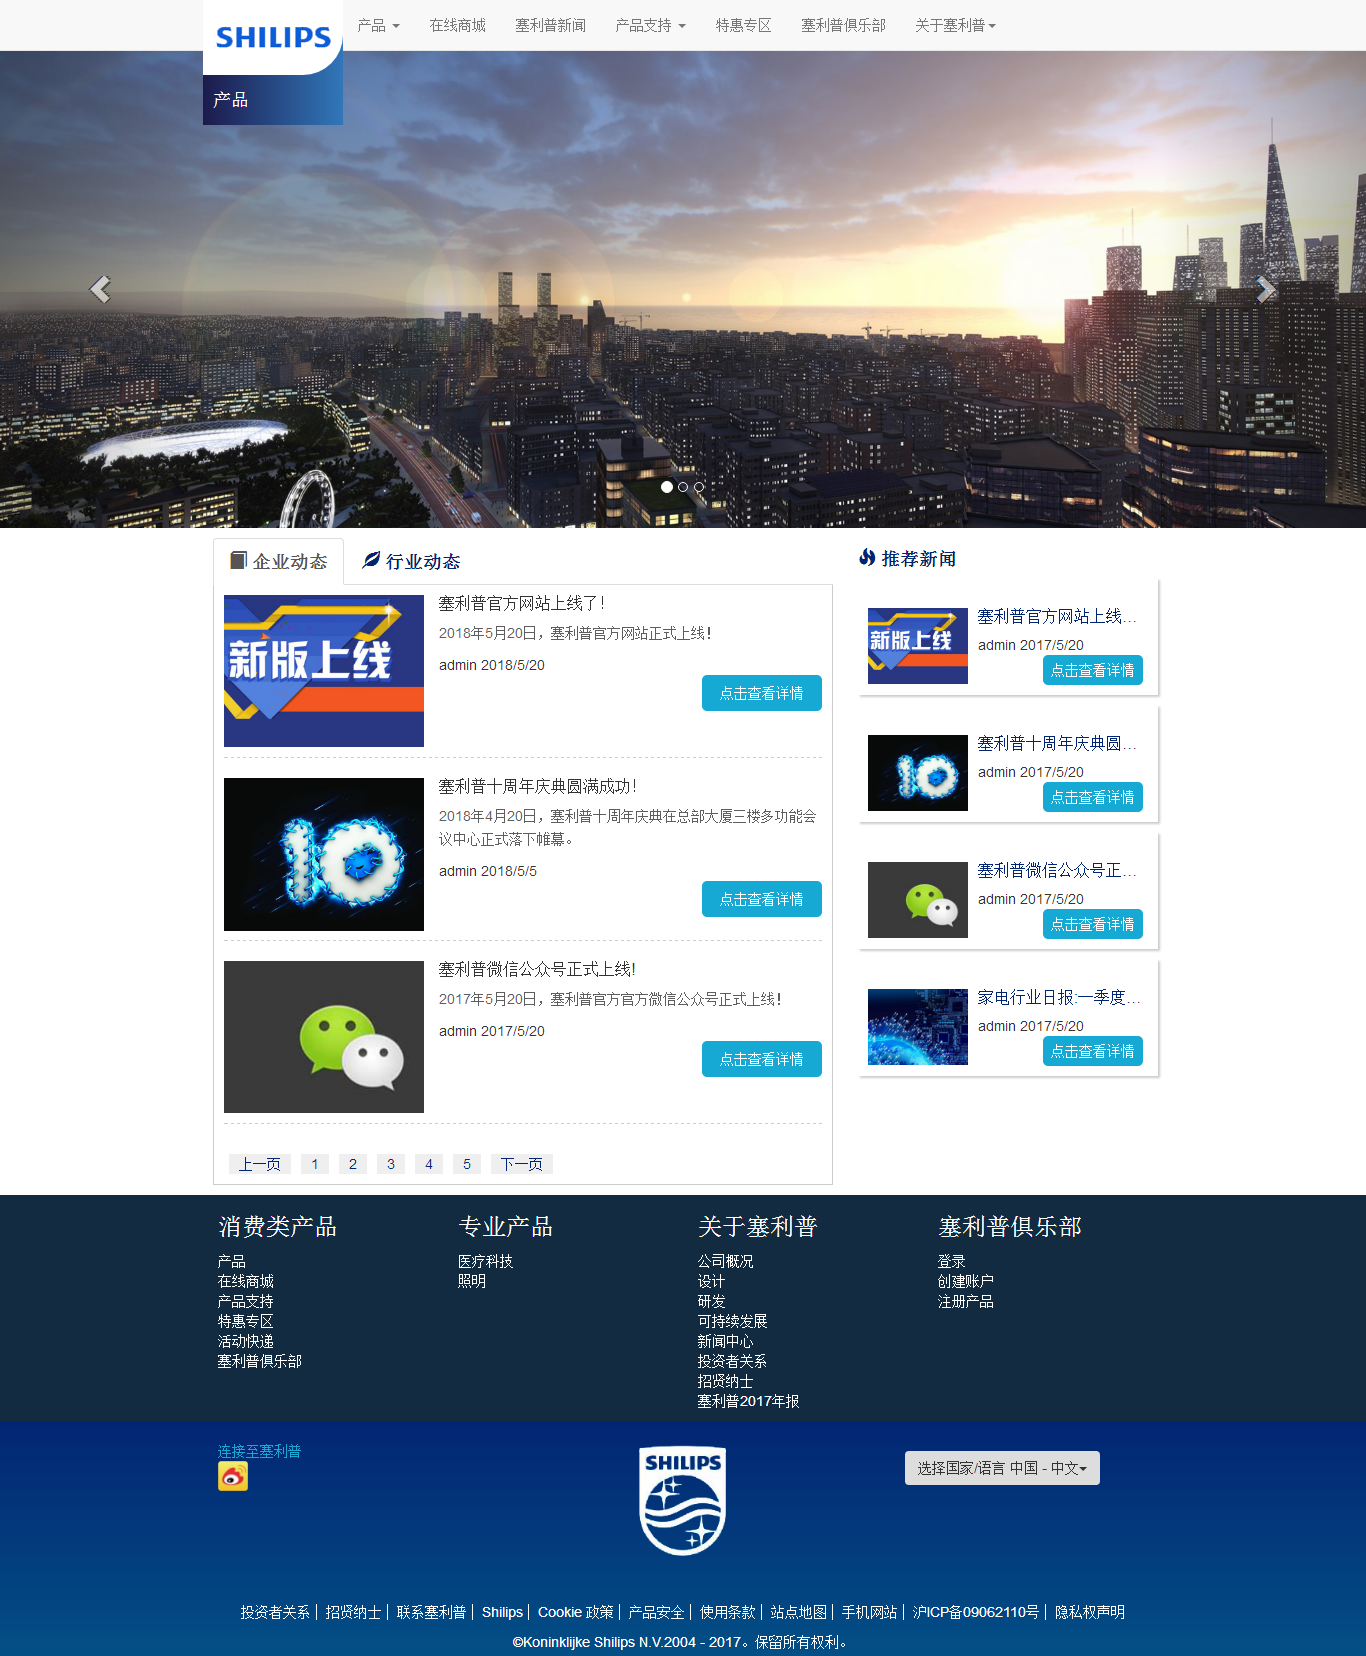 SHILIPS
产品
在线商城
塞利普新闻
产品支持
特惠专区
塞利普俱乐部
关于塞利普
产品
企业动态
行业动态
新版上线
塞利普官方网站上线了！
2018年5月20日，塞利普官方网站正式上线！
admin 2018/5/20
点击查看详情
10
塞利普十周年庆典圆满成功！
2018年4月20日，塞利普十周年庆典在总部大厦三楼多功能会
议中心正式落下帷幕。
admin 2018/5/5
点击查看详情
塞利普微信公众号正式上线!
2017年5月20日，塞利普官方官方微信公众号正式上线！
admin 2017/5/20
点击查看详情
上一页 1 2 3 4 5 下一页
推荐新闻
新版上线
塞利普官方网站上线...
admin 2017/5/20
点击查看详情
10
塞利普十周年庆典圆...
admin 2017/5/20
点击查看详情
塞利普微信公众号正...
admin 2017/5/20
点击查看详情
家电行业日报:一季度...
admin 2017/5/20
点击查看详情
消费类产品
产品
在线商城
产品支持
特惠专区
活动快递
塞利普俱乐部
专业产品
医疗科技
照明
关于塞利普
公司概况
设计
研发
可持续发展
新闻中心
投资者关系
招贤纳士
塞利普2017年报
塞利普俱乐部
登录
创建账户
注册产品
连接至塞利普
SHILIPS
选择国家/语言 中国 - 中文
投资者关系 | 招贤纳士 | 联系塞利普 | Shilips | Cookie 政策 | 产品安全 | 使用条款 | 站点地图 | 手机网站 | 沪ICP备09062110号 | 隐私权声明
©Koninklijke Shilips N.V.2004 - 2017。保留所有权利。